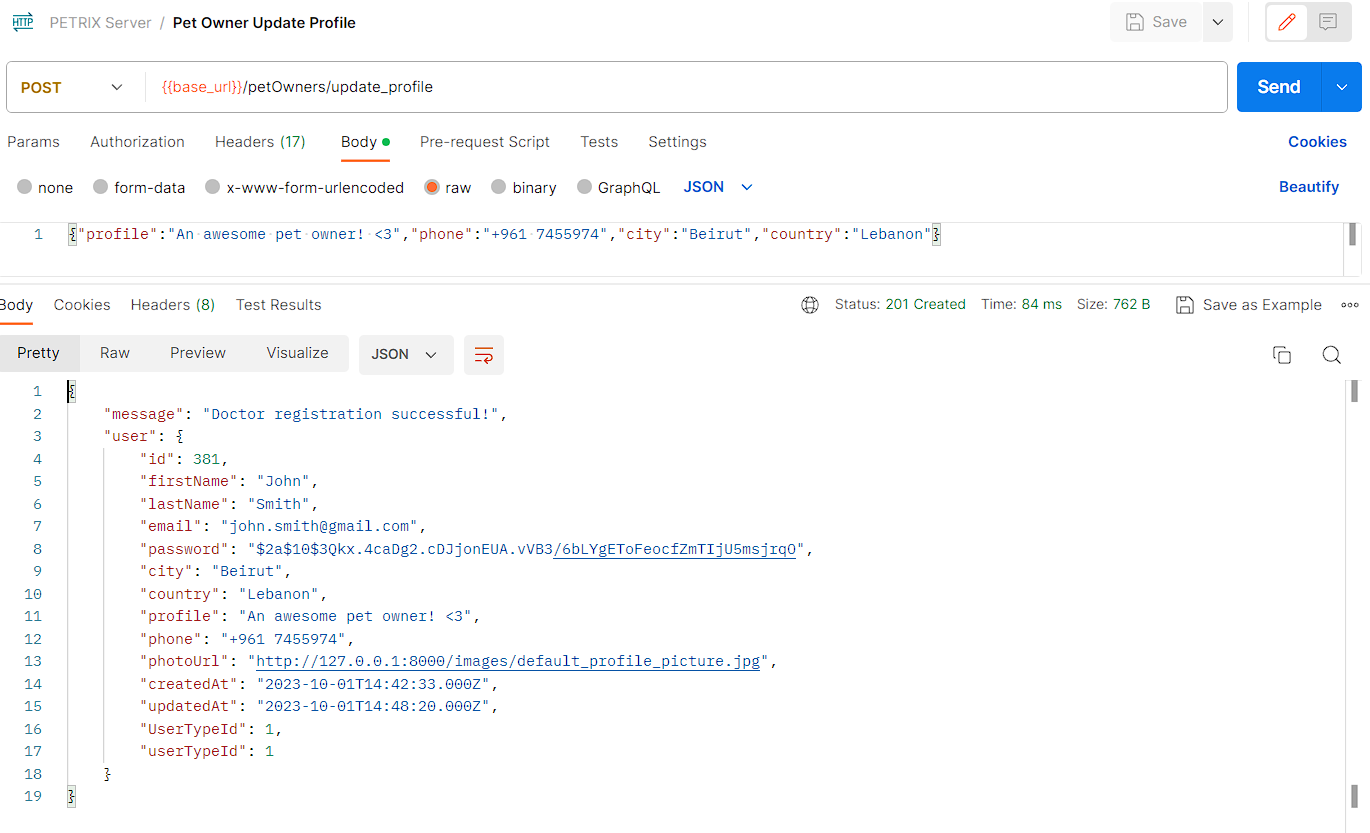 HTTP PETRIX Server / Pet Owner Update Profile Save
POST {{base_url}}/petOwners/update_profile Send
Params Authorization Headers (17) Body Pre-request Script Tests Settings Cookies
none form-data x-www-form-urlencoded raw binary GraphQL JSON Beautify
1 {"profile":"An awesome pet owner! <3","phone":"+961 7455974","city":"Beirut","country":"Lebanon"}
Body Cookies Headers (8) Test Results Status: 201 Created Time: 84 ms Size: 762 B Save as Example
Pretty Raw Preview Visualize JSON
1 {
2 "message": "Doctor registration successful!",
3 "user": {
4 "id": 381,
5 "firstName": "John",
6 "lastName": "Smith",
7 "email": "john.smith@gmail.com",
8 "password": "$2a$10$3Qkx.4caDg2.cDJjonEUA.vVB3/6bLYgEToFeocfZmTIjU5msjrqO",
9 "city": "Beirut",
10 "country": "Lebanon",
11 "profile": "An awesome pet owner! <3",
12 "phone": "+961 7455974",
13 "photoUrl": "http://127.0.0.1:8000/images/default_profile_picture.jpg",
14 "createdAt": "2023-10-01T14:42:33.000Z",
15 "updatedAt": "2023-10-01T14:48:20.000Z",
16 "UserTypeId": 1,
17 "userTypeId": 1
18 }
19 }